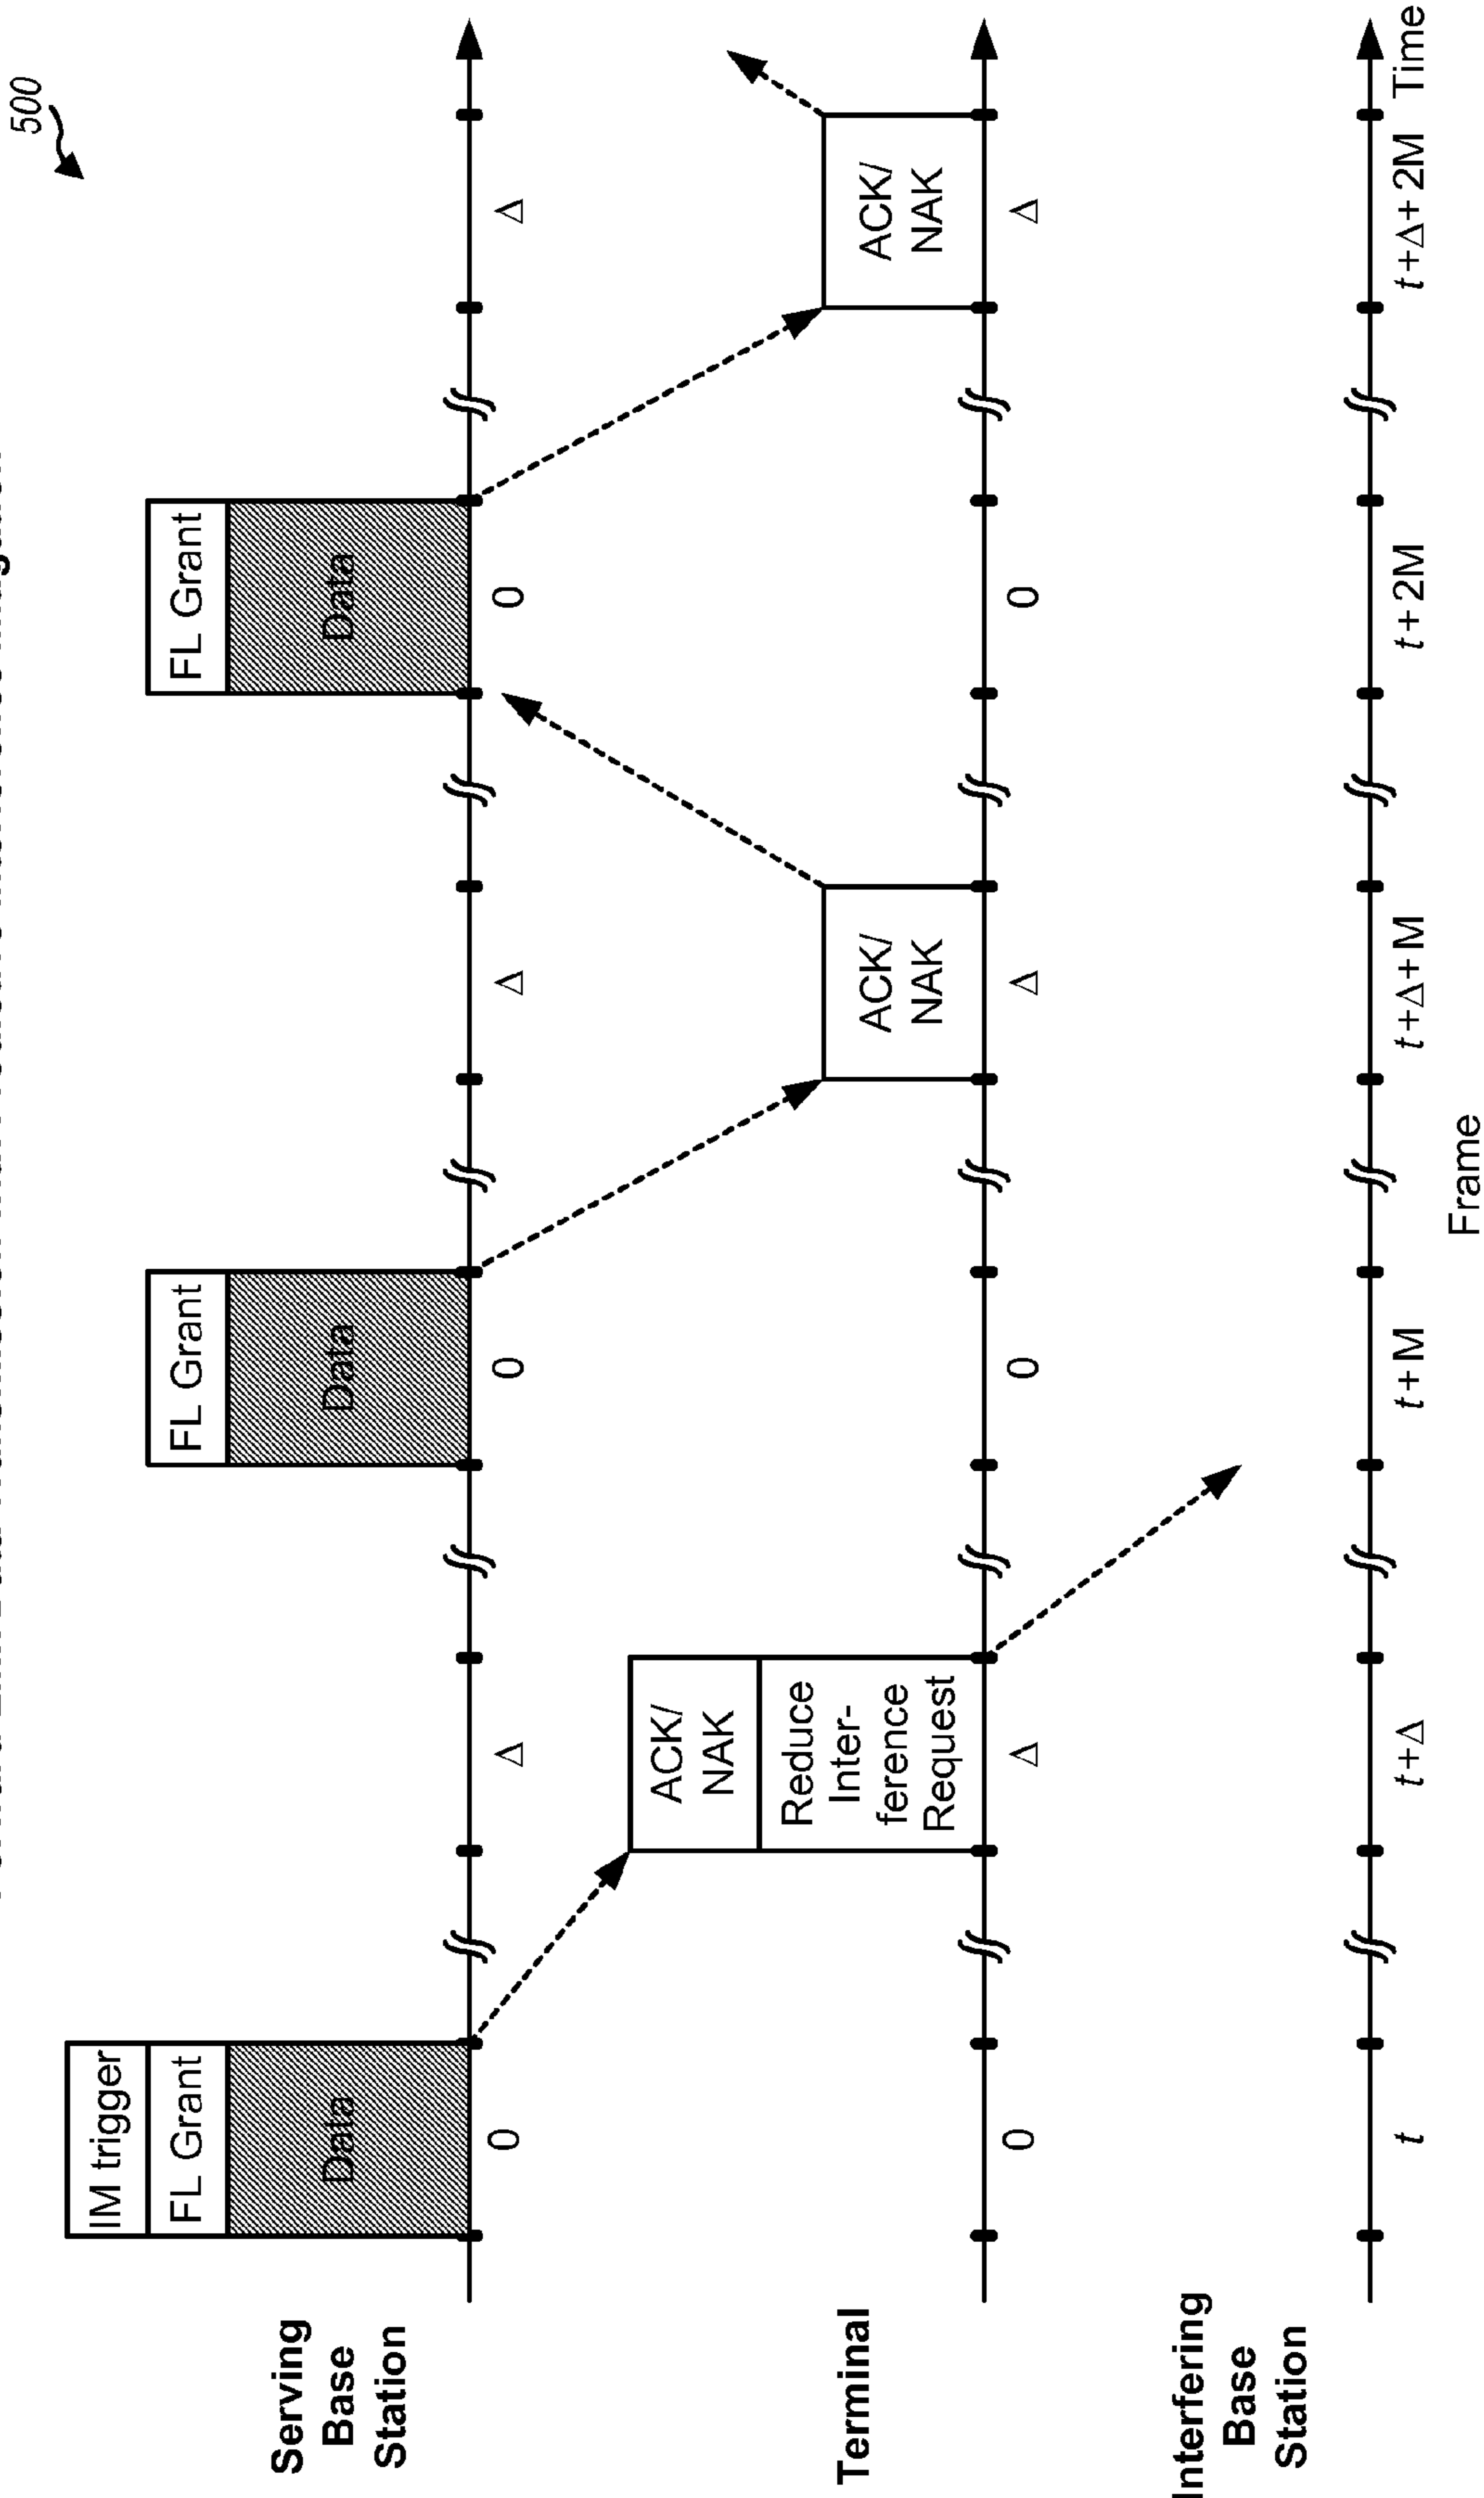 500
IM trigger
FL Grant
FL Grant
FL Grant
Serving
Base
Station
Data
Data
Data
0
Δ
0
Δ
0
Δ
ACK/
NAK
Reduce
Inter-
ference
Request
Terminal
ACK/
NAK
ACK/
NAK
0
Δ
0
Δ
0
Δ
Interfering
Base
Station
t
t+Δ
t+M
t+Δ+M
t+2M
t+Δ+2M
Time
Frame